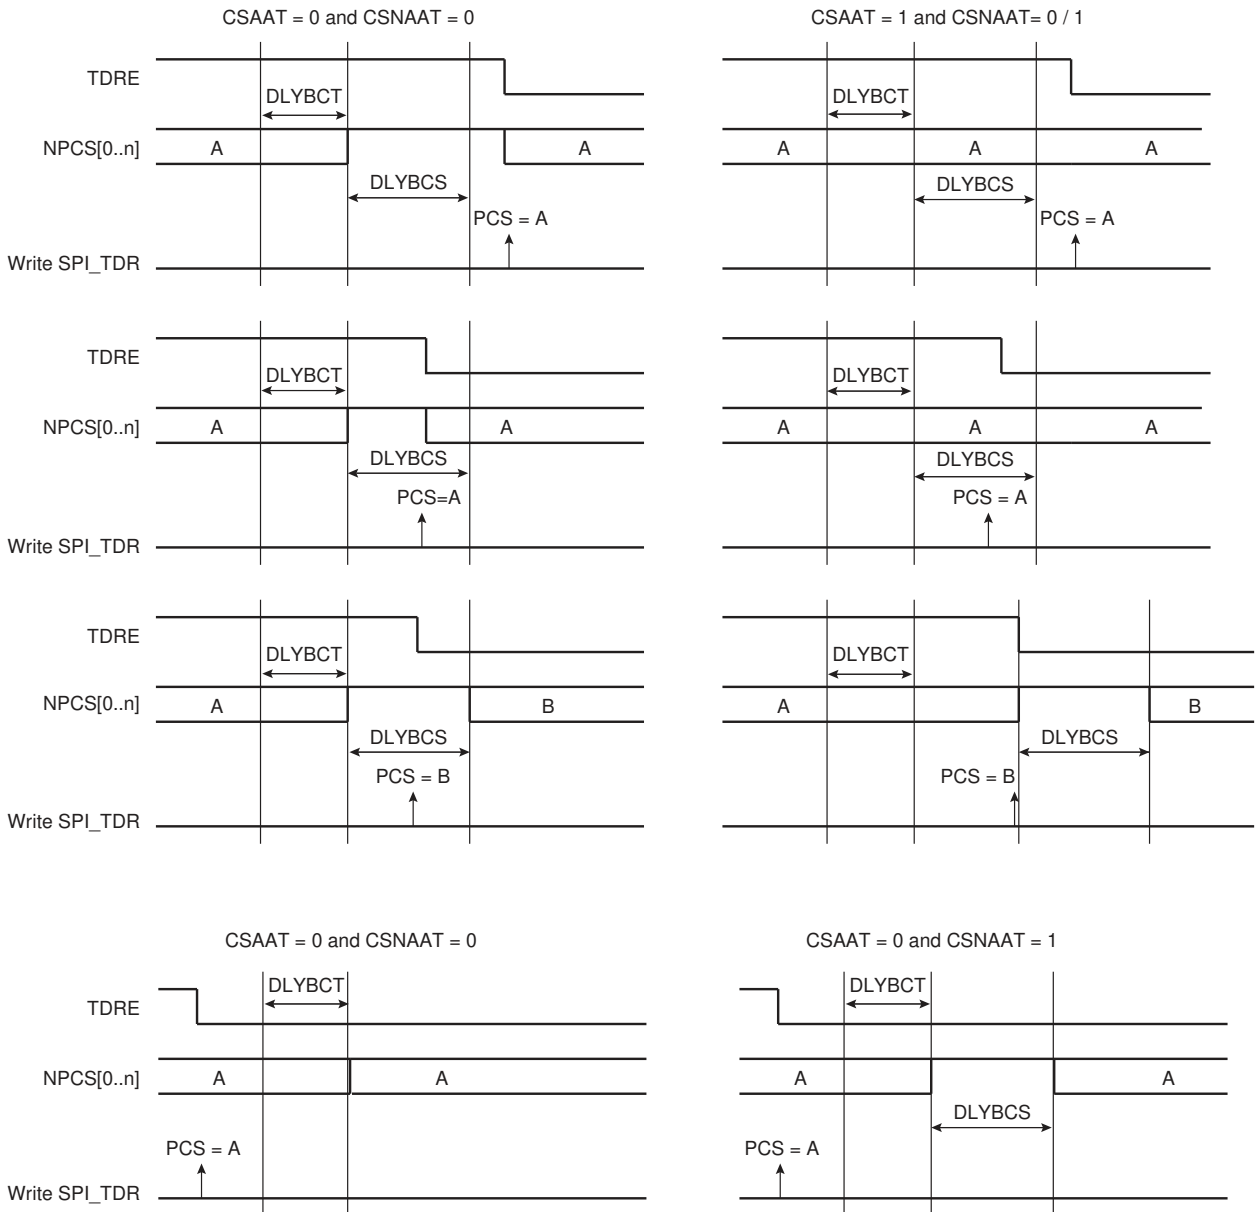 CSAAT = 0 and CSNAAT = 0
CSAAT = 1 and CSNAAT= 0 / 1
TDRE
DLYBCT
DLYBCT
NPCS[0..n]
A
A
A
A
A
DLYBCS
DLYBCS
PCS = A
PCS = A
Write SPI_TDR
TDRE
DLYBCT
DLYBCT
NPCS[0..n]
A
A
A
A
A
DLYBCS
DLYBCS
PCS=A
PCS = A
Write SPI_TDR
TDRE
DLYBCT
DLYBCT
NPCS[0..n]
A
B
A
B
DLYBCS
DLYBCS
PCS = B
PCS = B
Write SPI_TDR
CSAAT = 0 and CSNAAT = 0
CSAAT = 0 and CSNAAT = 1
TDRE
DLYBCT
DLYBCT
NPCS[0..n]
A
A
A
A
DLYBCS
PCS = A
PCS = A
Write SPI_TDR